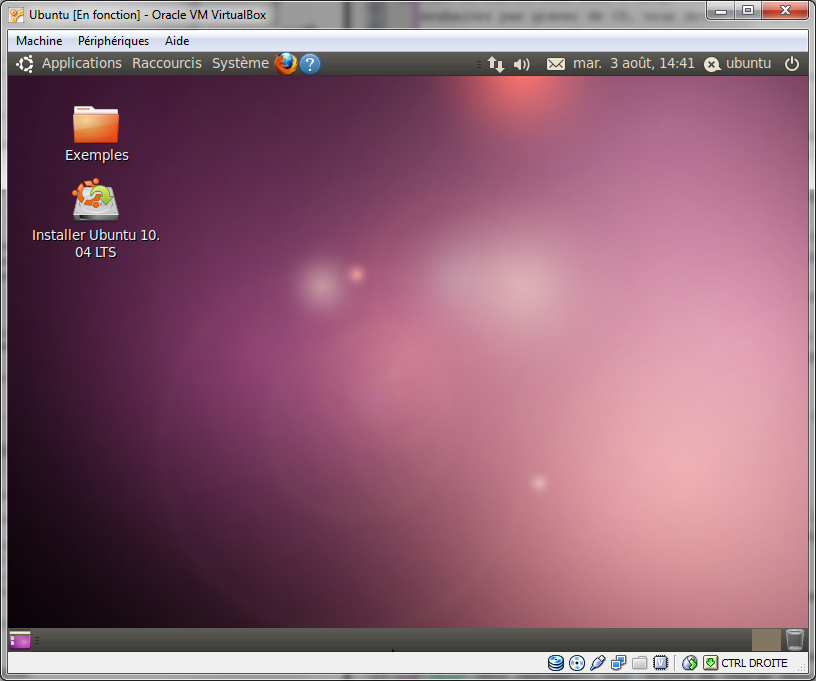 Ubuntu [En fonction] - Oracle VM VirtualBox
Machine Périphériques Aide
Applications Raccourcis Système ? mar. 3 août, 14:41 ubuntu
Exemples
Installer Ubuntu 10.
04 LTS
CTRL DROITE